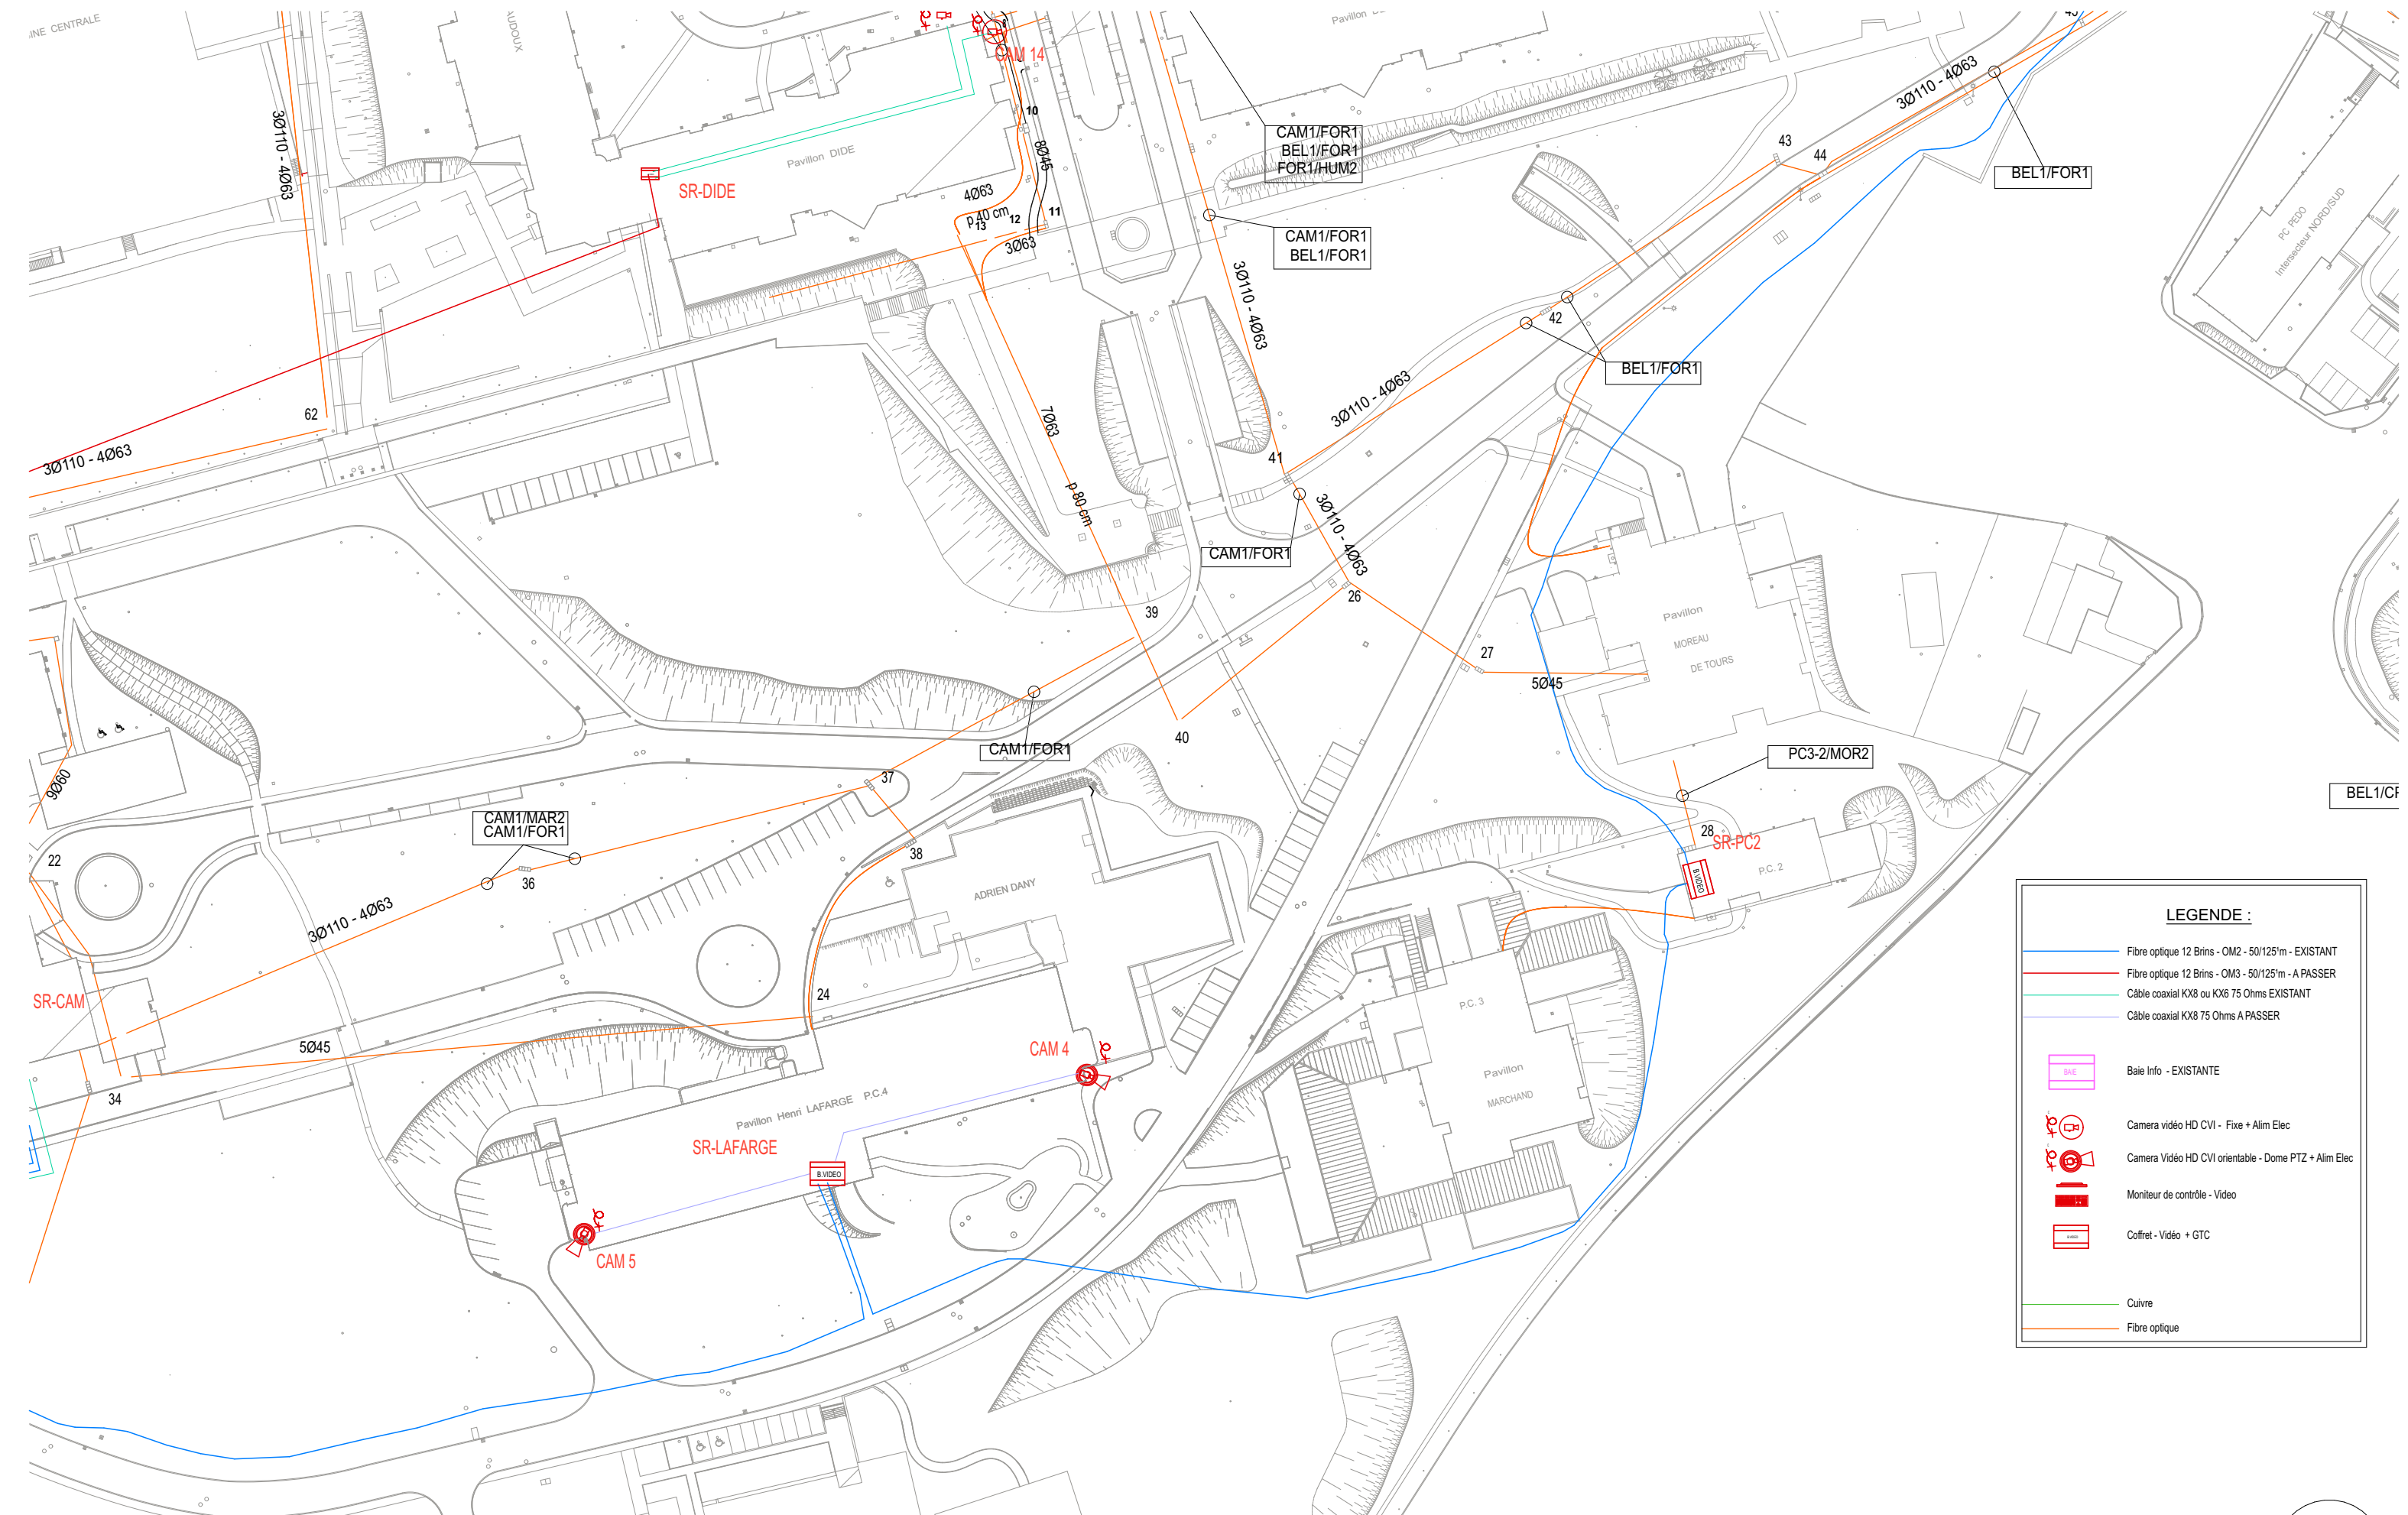 CAM 14
3Ø110 - 4Ø63
10
8Ø45
Pavillon DIDE
SR-DIDE
4Ø63
p 40 cm
13
12
11
3Ø63
CAM1/FOR1
BEL1/FOR1
FOR1/HUM2
CAM1/FOR1
BEL1/FOR1
3Ø110 - 4Ø63
43
44
3Ø110 - 4Ø63
BEL1/FOR1
PC PEDO
Intersecteur NORD/SUD
42
BEL1/FOR1
3Ø110 - 4Ø63
62
3Ø110 - 4Ø63
7Ø63
p 80 cm
41
3Ø110 - 4Ø63
CAM1/FOR1
26
39
27
5Ø45
Pavillon
MOREAU
DE TOURS
40
CAM1/FOR1
37
PC3-2/MOR2
9Ø60
CAM1/MAR2
CAM1/FOR1
22
36
38
28
SR-PC2
B.VIDEO
P.C. 2
ADRIEN DANY
3Ø110 - 4Ø63
SR-CAM
24
P.C. 3
5Ø45
34
CAM 4
Pavillon Henri LAFARGE P.C.4
SR-LAFARGE
B.VIDEO
Pavillon
MARCHAND
CAM 5
LEGENDE :
Fibre optique 12 Brins - OM2 - 50/125'm - EXISTANT
Fibre optique 12 Brins - OM3 - 50/125'm - A PASSER
Câble coaxial KX8 ou KX6 75 Ohms EXISTANT
Câble coaxial KX8 75 Ohms A PASSER
BAIE
Baie Info - EXISTANTE
Camera vidéo HD CVI - Fixe + Alim Elec
Camera Vidéo HD CVI orientable - Dome PTZ + Alim Elec
Moniteur de contrôle - Video
Coffret - Vidéo + GTC
Cuivre
Fibre optique